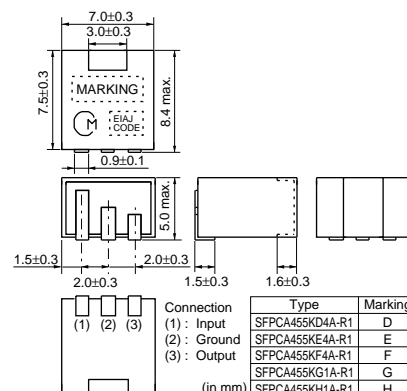 7.0±0.3
3.0±0.3
7.5±0.3
8.4 max.
MARKING
M
EIAJ
CODE
0.9±0.1
5.0 max.
1.5±0.3
2.0±0.3
2.0±0.3
1.5±0.3
1.6±0.3
(1) (2) (3)
Connection
(1) : Input
(2) : Ground
(3) : Output
(in mm)
Type Marking
SFPCA455KD4A-R1 D
SFPCA455KE4A-R1 E
SFPCA455KF4A-R1 F
SFPCA455KG1A-R1 G
SFPCA455KH1A-R1 H